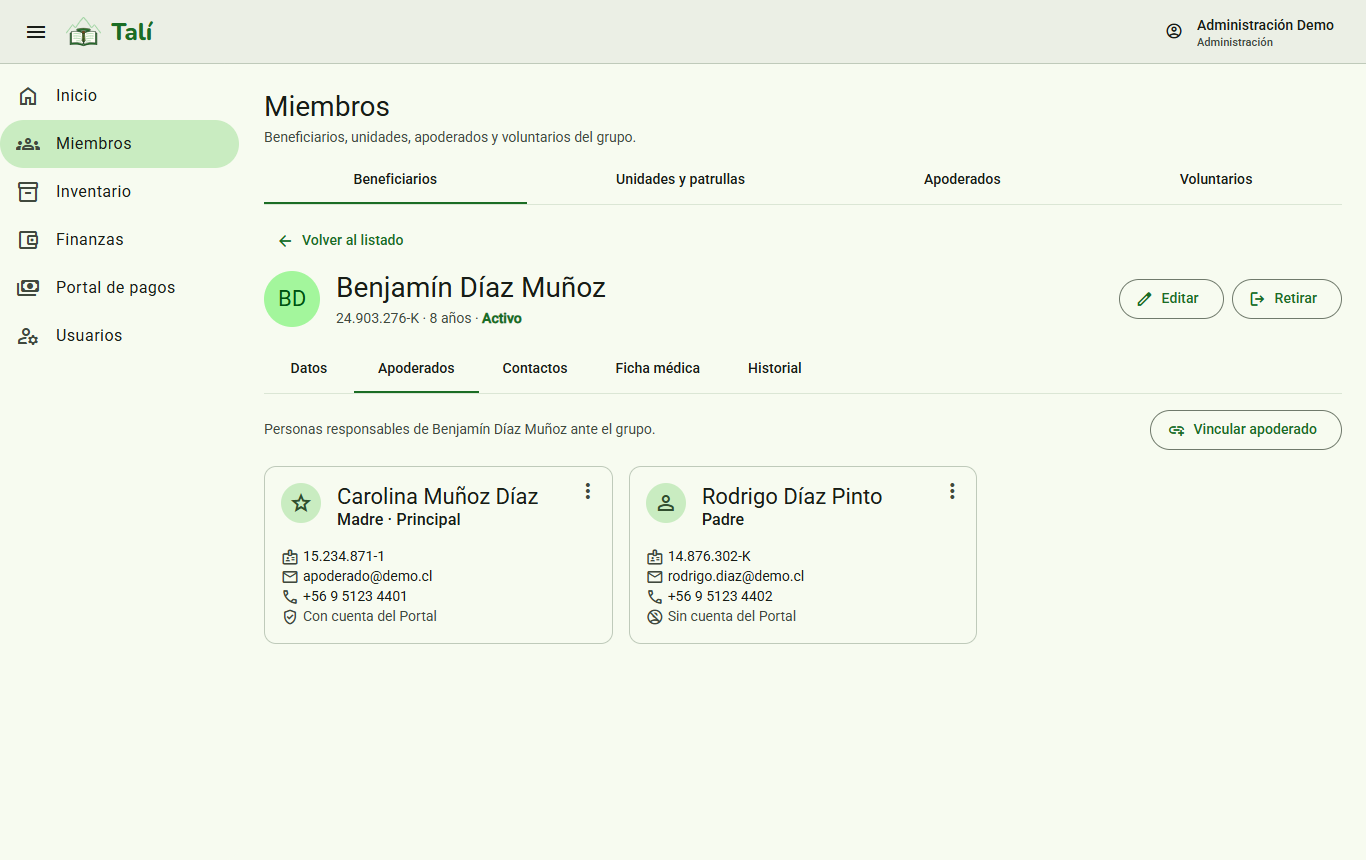 Talí
Administración Demo
Administración
Inicio
Miembros
Inventario
Finanzas
Portal de pagos
Usuarios
Miembros
Beneficiarios, unidades, apoderados y voluntarios del grupo.
Beneficiarios
Unidades y patrullas
Apoderados
Voluntarios
Volver al listado
BD
Benjamín Díaz Muñoz
24.903.276-K · 8 años · Activo
Editar
Retirar
Datos
Apoderados
Contactos
Ficha médica
Historial
Personas responsables de Benjamín Díaz Muñoz ante el grupo.
Vincular apoderado
Carolina Muñoz Díaz
Madre · Principal
15.234.871-1
apoderado@demo.cl
+56 9 5123 4401
Con cuenta del Portal
Rodrigo Díaz Pinto
Padre
14.876.302-K
rodrigo.diaz@demo.cl
+56 9 5123 4402
Sin cuenta del Portal